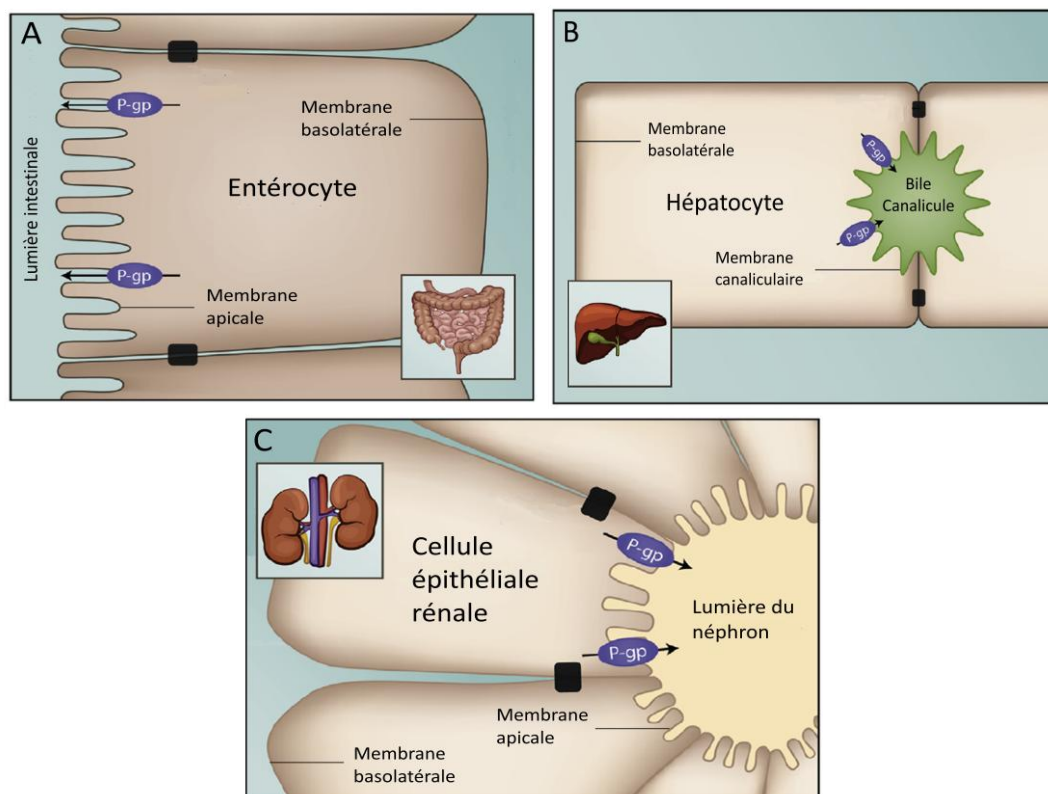 A
P-gp
Membrane
basolatérale
Entérocyte
Lumière intestinale
P-gp
Membrane
apicale
B
Membrane
basolatérale
P-gp
Bile
Canalicule
Hépatocyte
P-gp
Membrane
canaliculaire
C
Cellule
épithéliale
rénale
P-gp
Lumière du
néphron
P-gp
Membrane
apicale
Membrane
basolatérale